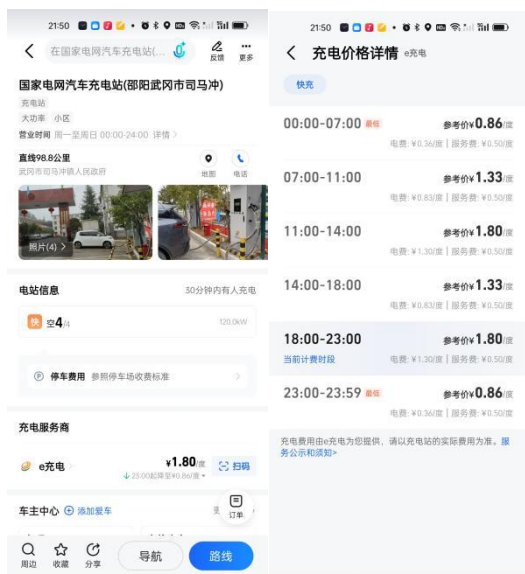 21:50
在国家电网汽车充电站(...
反馈
更多
国家电网汽车充电站(邵阳武冈市司马冲)
充电站
大功率 小区
营业时间 周一至周日 00:00-24:00 详情 >
直线98.8公里
武冈市司马冲镇人民政府
地图
电话
照片(4) >
电站信息
30分钟内有人充电
快 空4/4
120.0kW
P 停车费用 参照停车场收费标准 >
充电服务商
e充电
¥1.80/度
23:00起降至¥0.86/度
扫码
车主中心 添加爱车
订单
周边
收藏
分享
导航
路线
21:50
< 充电价格详情 e充电
快充
00:00-07:00 最低
参考价¥0.86/度
电费: ¥0.36/度 | 服务费: ¥0.50/度
07:00-11:00
参考价¥1.33/度
电费: ¥0.83/度 | 服务费: ¥0.50/度
11:00-14:00
参考价¥1.80/度
电费: ¥1.30/度 | 服务费: ¥0.50/度
14:00-18:00
参考价¥1.33/度
电费: ¥0.83/度 | 服务费: ¥0.50/度
18:00-23:00
参考价¥1.80/度
当前计费时段
电费: ¥1.30/度 | 服务费: ¥0.50/度
23:00-23:59 最低
参考价¥0.86/度
电费: ¥0.36/度 | 服务费: ¥0.50/度
充电费用由e充电为您提供，请以充电站的实际费用为准。服
务公示和须知>